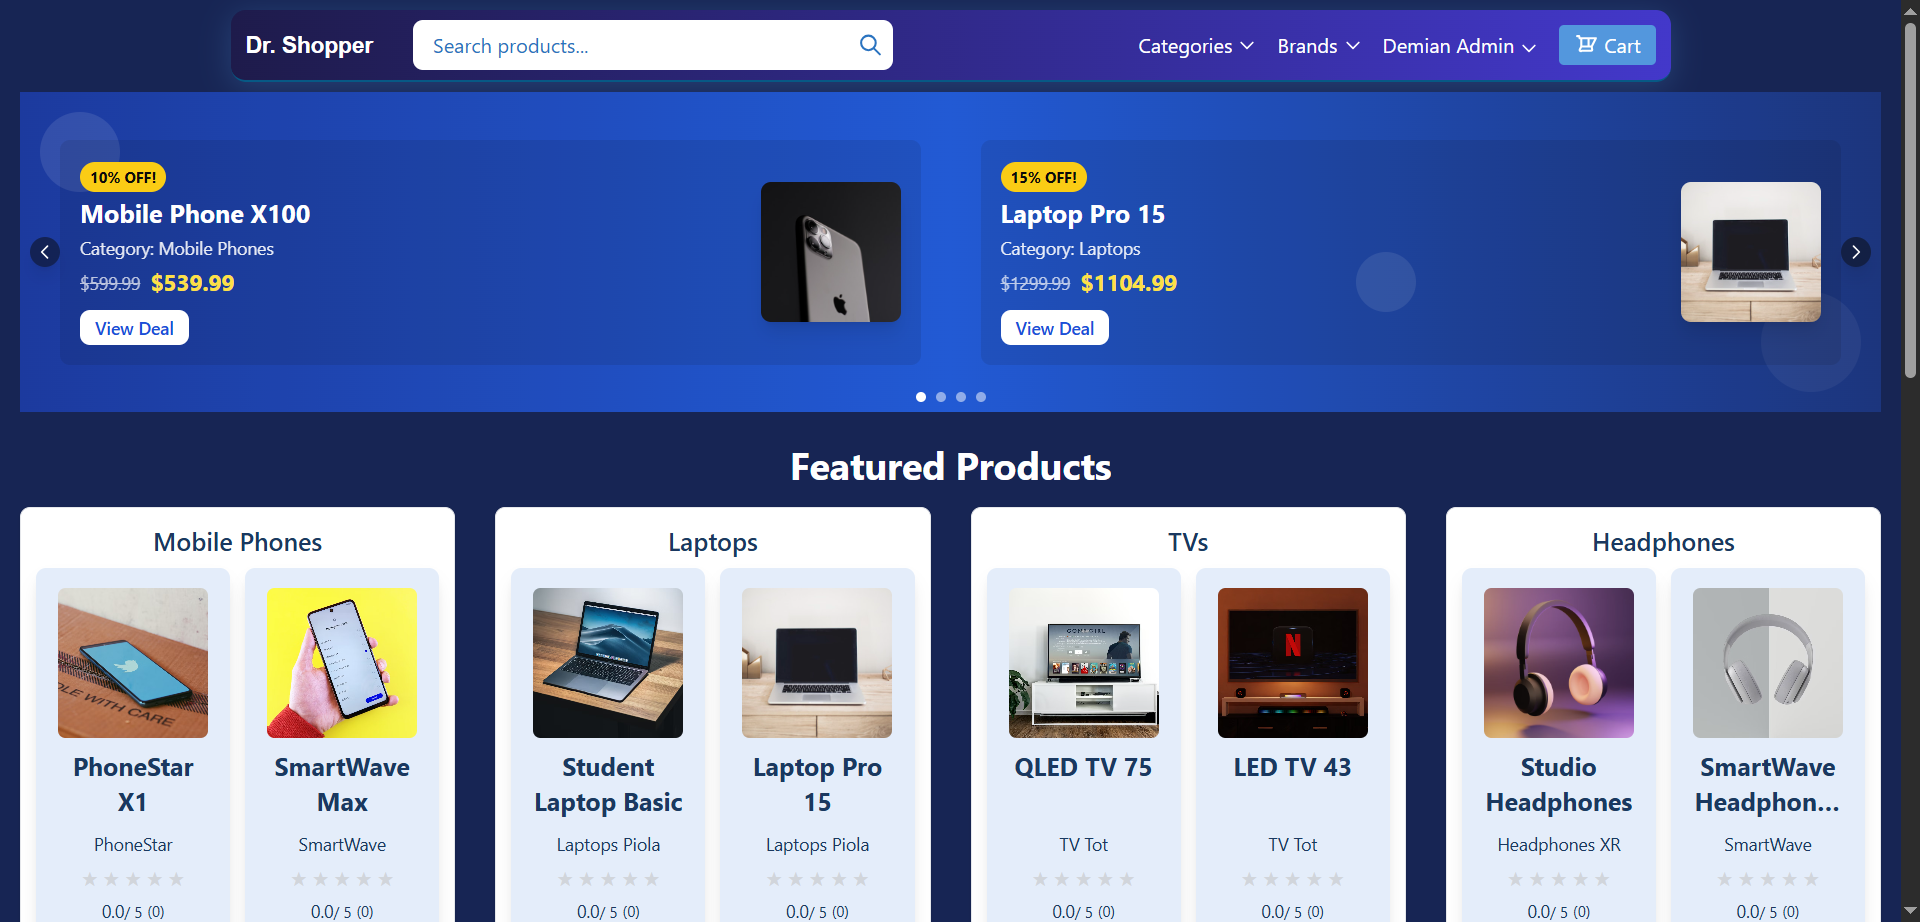 Dr. Shopper
Search products...
Categories
Brands
Demian Admin
Cart
10% OFF!
Mobile Phone X100
Category: Mobile Phones
$599.99 $539.99
View Deal
15% OFF!
Laptop Pro 15
Category: Laptops
$1299.99 $1104.99
View Deal
Featured Products
Mobile Phones
PhoneStar
X1
PhoneStar
0.0/ 5 (0)
SmartWave
Max
SmartWave
0.0/ 5 (0)
Laptops
Student
Laptop Basic
Laptops Piola
0.0/ 5 (0)
Laptop Pro
15
Laptops Piola
0.0/ 5 (0)
TVs
QLED TV 75
TV Tot
0.0/ 5 (0)
N
LED TV 43
TV Tot
0.0/ 5 (0)
Headphones
Studio
Headphones
Headphones XR
0.0/ 5 (0)
SmartWave
Headphon...
SmartWave
0.0/ 5 (0)